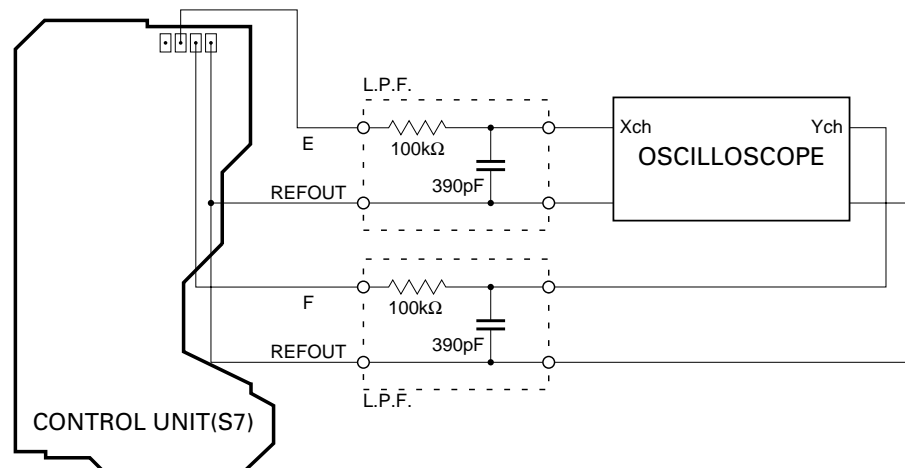 L.P.F.
E
100kΩ
390pF
REFOUT
Xch
Ych
OSCILLOSCOPE
F
100kΩ
390pF
REFOUT
L.P.F.
CONTROL UNIT(S7)